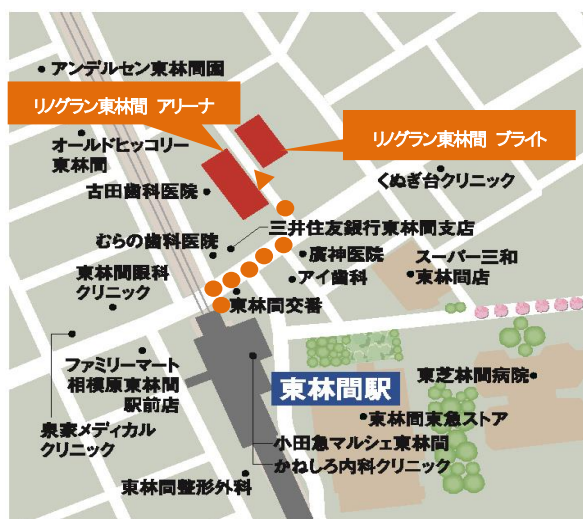 アンデルセン東林間園
リノグラン東林間 アリーナ
リノグラン東林間 ブライト
オールドヒッコリー
東林間
くぬぎ台クリニック
古田歯科医院
三井住友銀行東林間支店
むらの歯科医院
廣神医院
スーパー三和
東林間店
東林間眼科
クリニック
アイ歯科
東林間交番
ファミリーマート
相模原東林間
駅前店
東林間駅
東芝林間病院
東林間東急ストア
泉家メディカル
クリニック
小田急マルシェ東林間
かねしろ内科クリニック
東林間整形外科